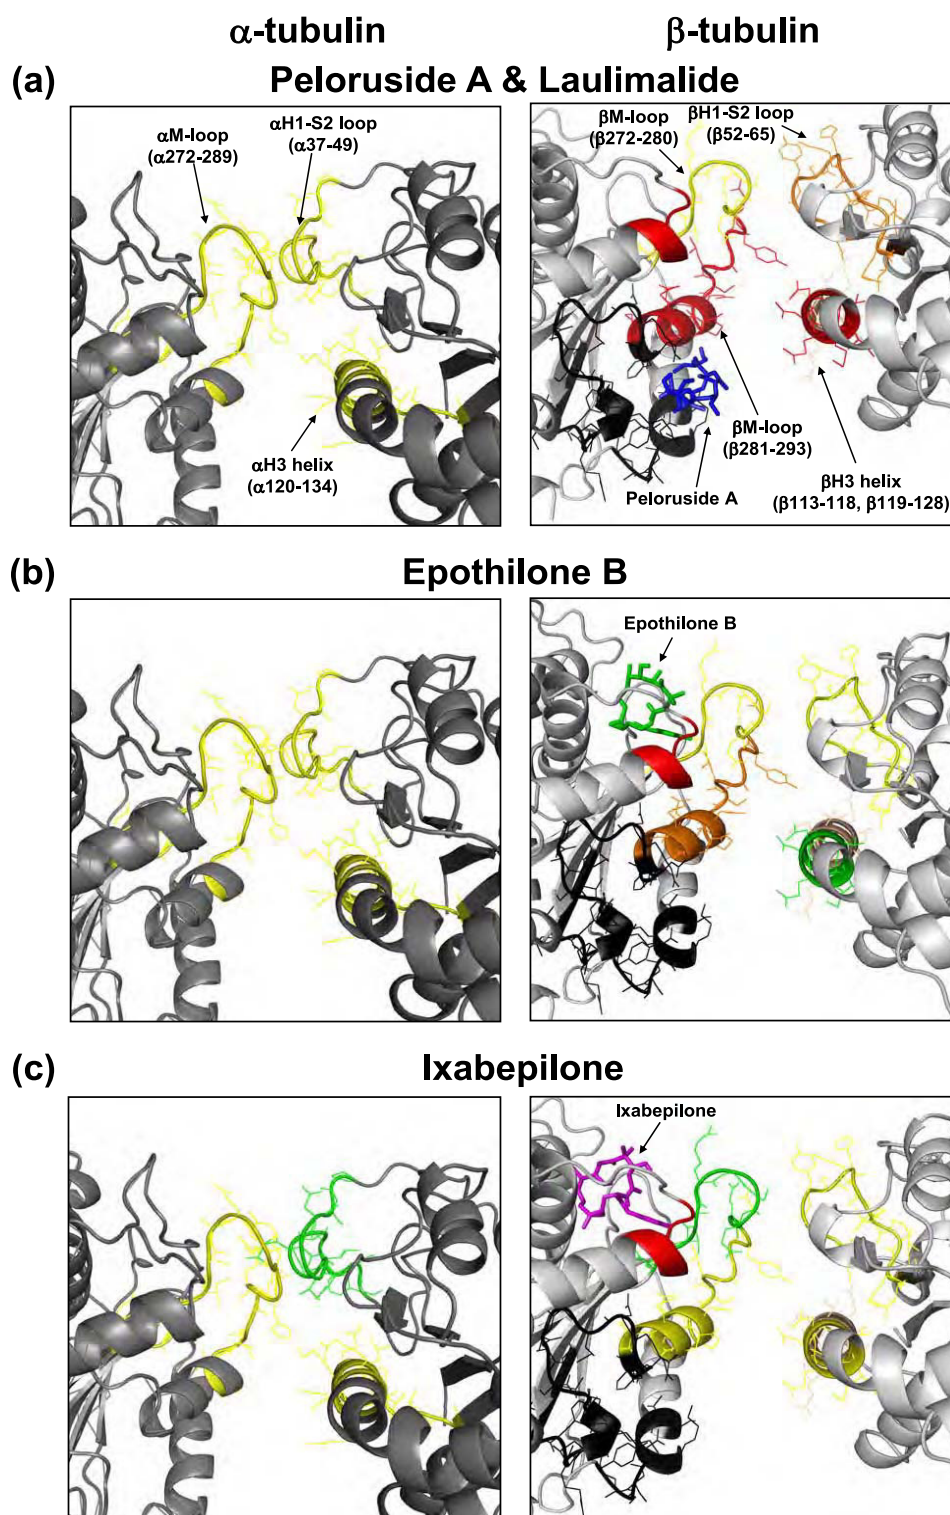 α-tubulin β-tubulin
(a) Peloruside A & Laulimalide
αM-loop
(α272-289)
αH1-S2 loop
(α37-49)
αH3 helix
(α120-134)
βM-loop
(β272-280)
βH1-S2 loop
(β52-65)
βM-loop
(β281-293)
Peloruside A
βH3 helix
(β113-118, β119-128)
(b) Epothilone B
Epothilone B
(c) Ixabepilone
Ixabepilone